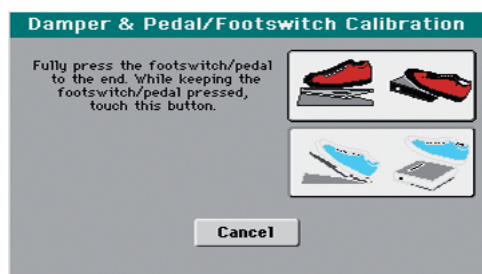 Damper & Pedal/Footswitch Calibration
Fully press the footswitch/pedal
to the end. While keeping the
footswitch/pedal pressed,
touch this button.
Cancel